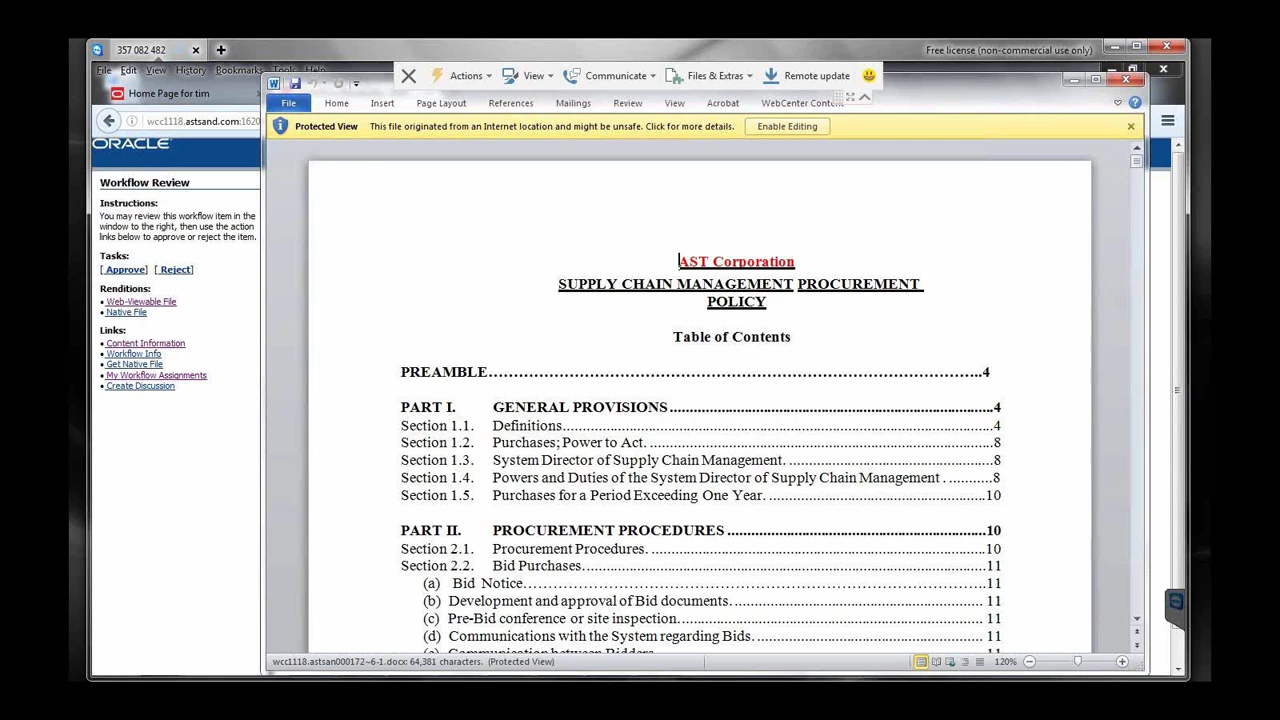 357 082 482
Free license (non-commercial use only)
File Edit View History Bookmarks Tools Help
Actions View Communicate Files & Extras Remote update
Home Page for tim
File Home Insert Page Layout References Mailings Review View Acrobat WebCenter Conten
wcc1118.astsand.com:1620
Protected View This file originated from an Internet location and might be unsafe. Click for more details. Enable Editing
ORACLE
Workflow Review
Instructions:
You may review this workflow item in the
window to the right, then use the action
links below to approve or reject the item.
Tasks:
[ Approve] [ Reject]
Renditions:
• Web-Viewable File
• Native File
Links:
• Content Information
• Workflow Info
• Get Native File
• My Workflow Assignments
• Create Discussion
AST Corporation
SUPPLY CHAIN MANAGEMENT PROCUREMENT
POLICY
Table of Contents
PREAMBLE……………………………………………………………………………..4
PART I. GENERAL PROVISIONS..........................................................................4
Section 1.1. Definitions..................................................................................................4
Section 1.2. Purchases; Power to Act. .............................................................................8
Section 1.3. System Director of Supply Chain Management. ..............................................8
Section 1.4. Powers and Duties of the System Director of Supply Chain Management . ..........8
Section 1.5. Purchases for a Period Exceeding One Year. ..................................................10
PART II. PROCUREMENT PROCEDURES ...........................................................10
Section 2.1. Procurement Procedures. ............................................................................10
Section 2.2. Bid Purchases.............................................................................................11
(a) Bid Notice……………………………………………………………………………..11
(b) Development and approval of Bid documents. ......................................................... 11
(c) Pre-Bid conference or site inspection...................................................................... 11
(d) Communications with the System regarding Bids. .................................................... 11
(e) Communication between Bidders........................................................................... 11
wcc1118.astsan000172~6-1.docx: 64,381 characters. (Protected View)
120%